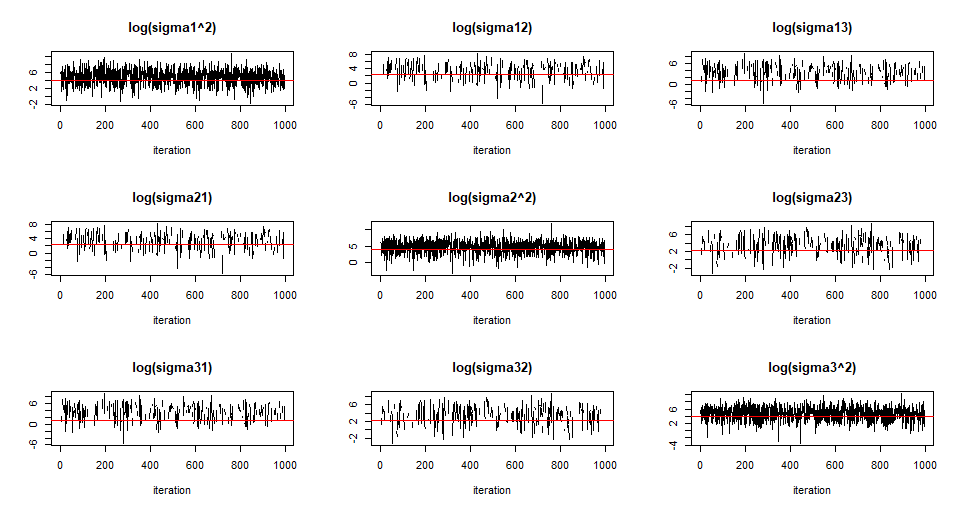 log(sigma1^2) log(sigma12) log(sigma13)
-2 2 6
-6 0 4 8
-6 0 6
0 200 400 600 800 1000
0 200 400 600 800 1000
0 200 400 600 800 1000
iteration iteration iteration
log(sigma21) log(sigma2^2) log(sigma23)
-6 0 4 8
0 5
-2 2 6
0 200 400 600 800 1000
0 200 400 600 800 1000
0 200 400 600 800 1000
iteration iteration iteration
log(sigma31) log(sigma32) log(sigma3^2)
-6 0 6
-2 2 6
-4 6
0 200 400 600 800 1000
0 200 400 600 800 1000
0 200 400 600 800 1000
iteration iteration iteration